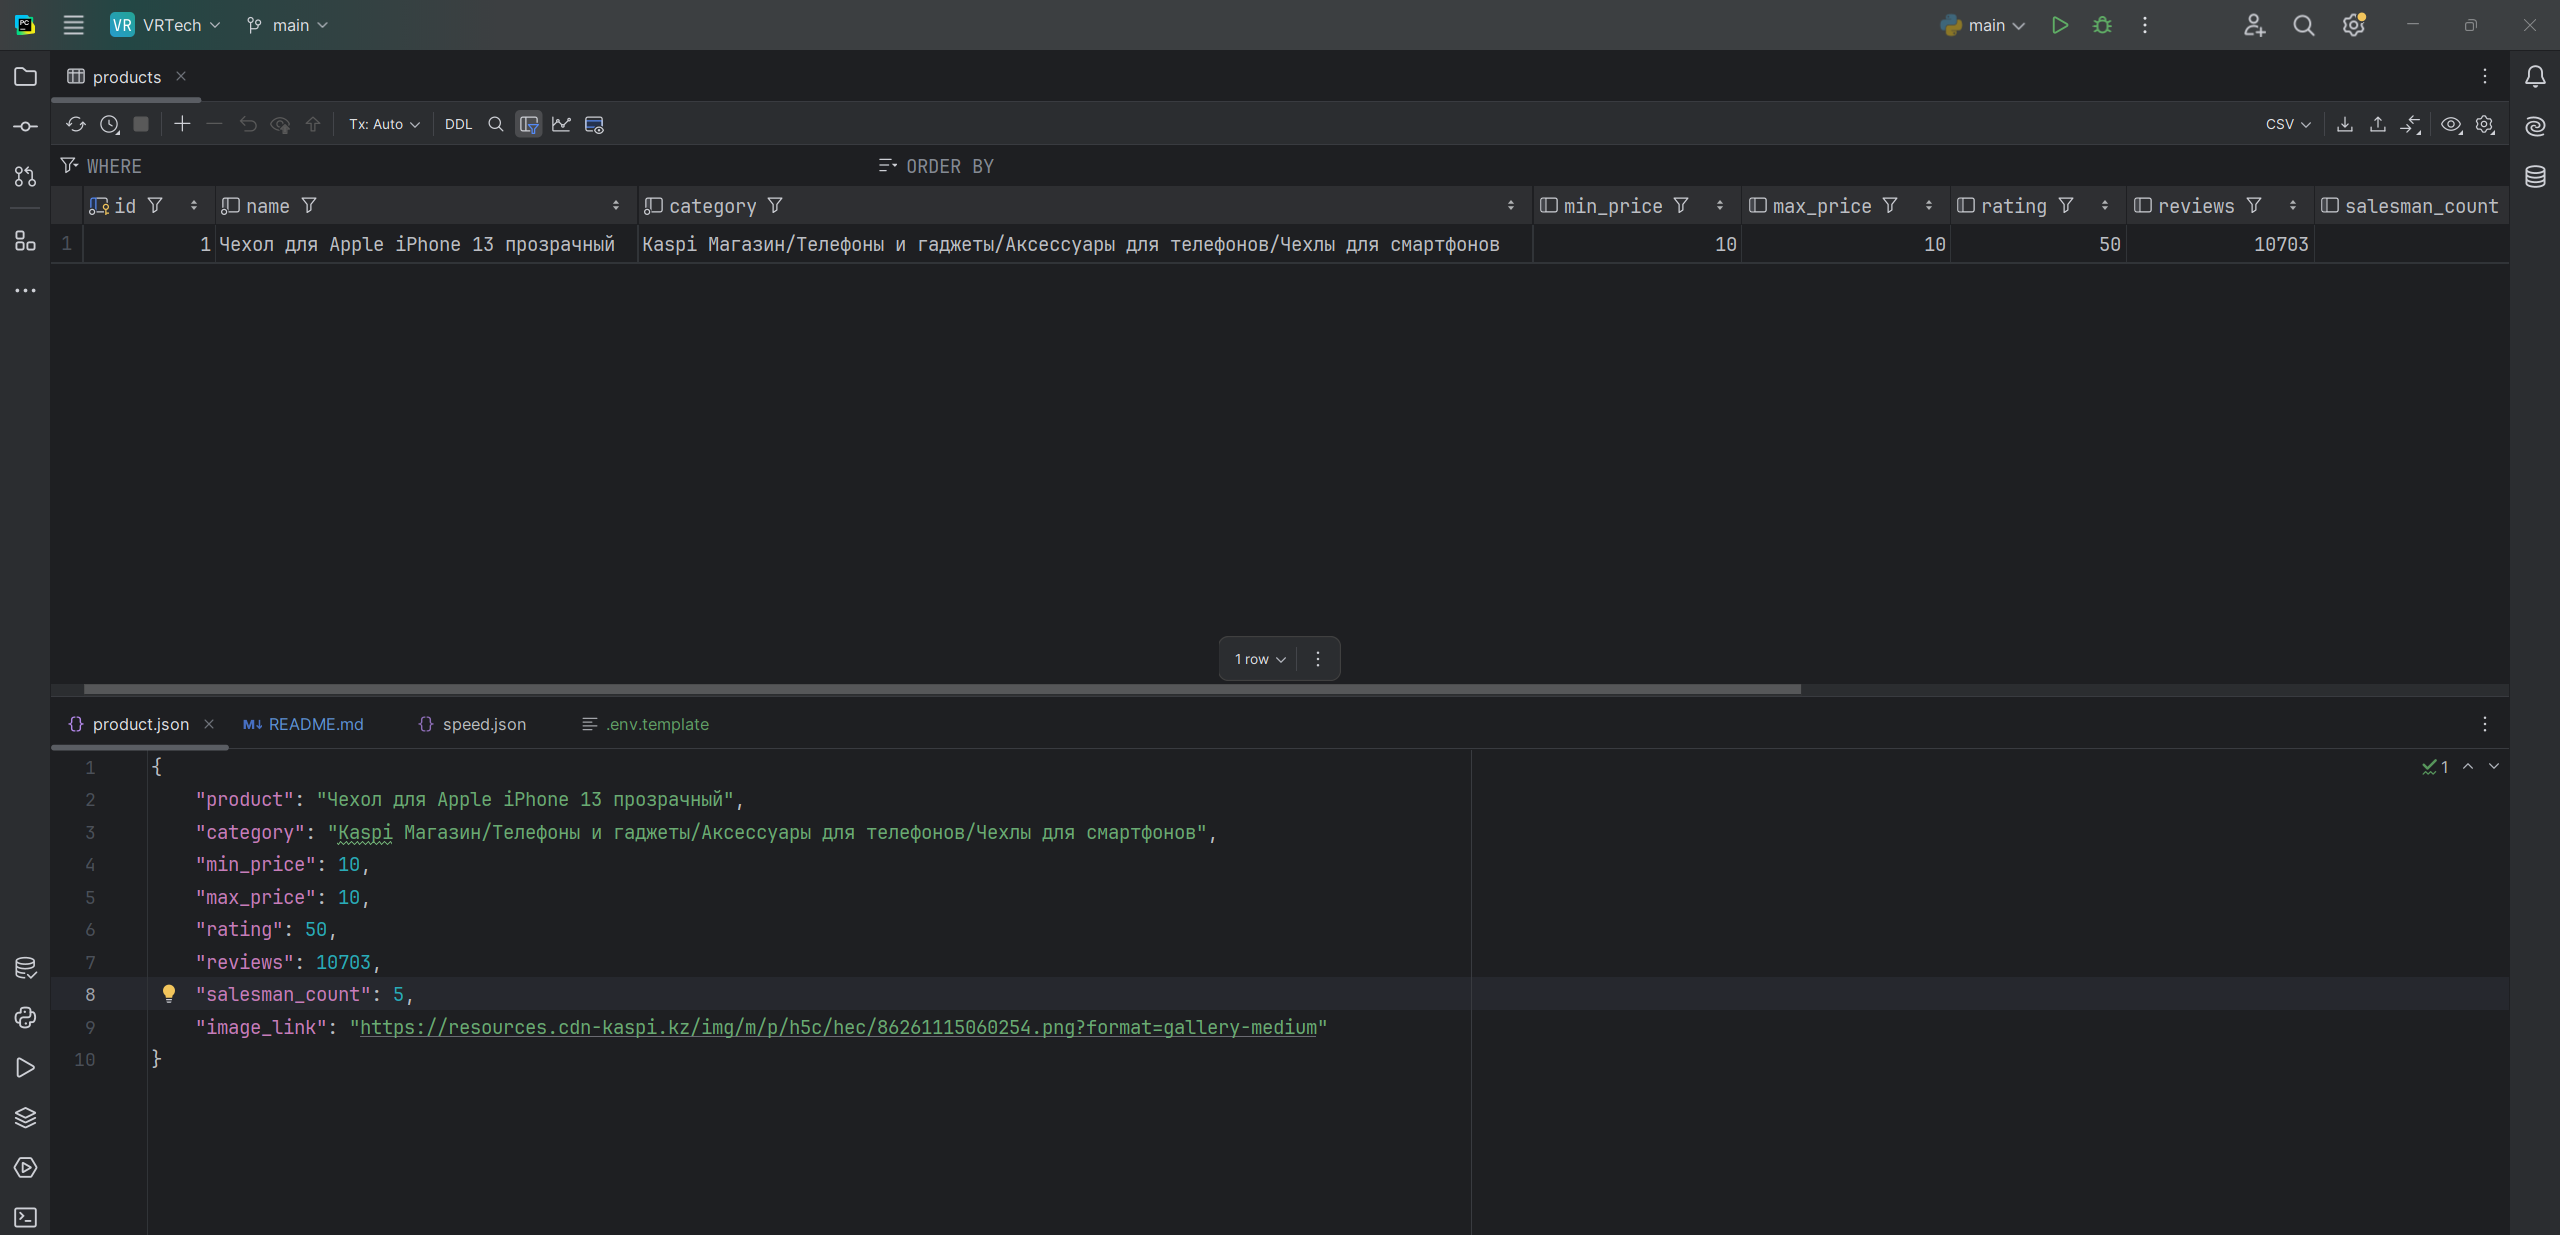 PC VR VRTech main main
products
Tx: Auto DDL CSV
WHERE ORDER BY
id name category min_price max_price rating reviews salesman_count
1 1 Чехол для Apple iPhone 13 прозрачный Kaspi Магазин/Телефоны и гаджеты/Аксессуары для телефонов/Чехлы для смартфонов 10 10 50 10703
1 row
product.json M↓ README.md {} speed.json .env.template
1 {
1
2 "product": "Чехол для Apple iPhone 13 прозрачный",
3 "category": "Kaspi Магазин/Телефоны и гаджеты/Аксессуары для телефонов/Чехлы для смартфонов",
4 "min_price": 10,
5 "max_price": 10,
6 "rating": 50,
7 "reviews": 10703,
8 "salesman_count": 5,
9 "image_link": "https://resources.cdn-kaspi.kz/img/m/p/h5c/hec/86261115060254.png?format=gallery-medium"
10 }